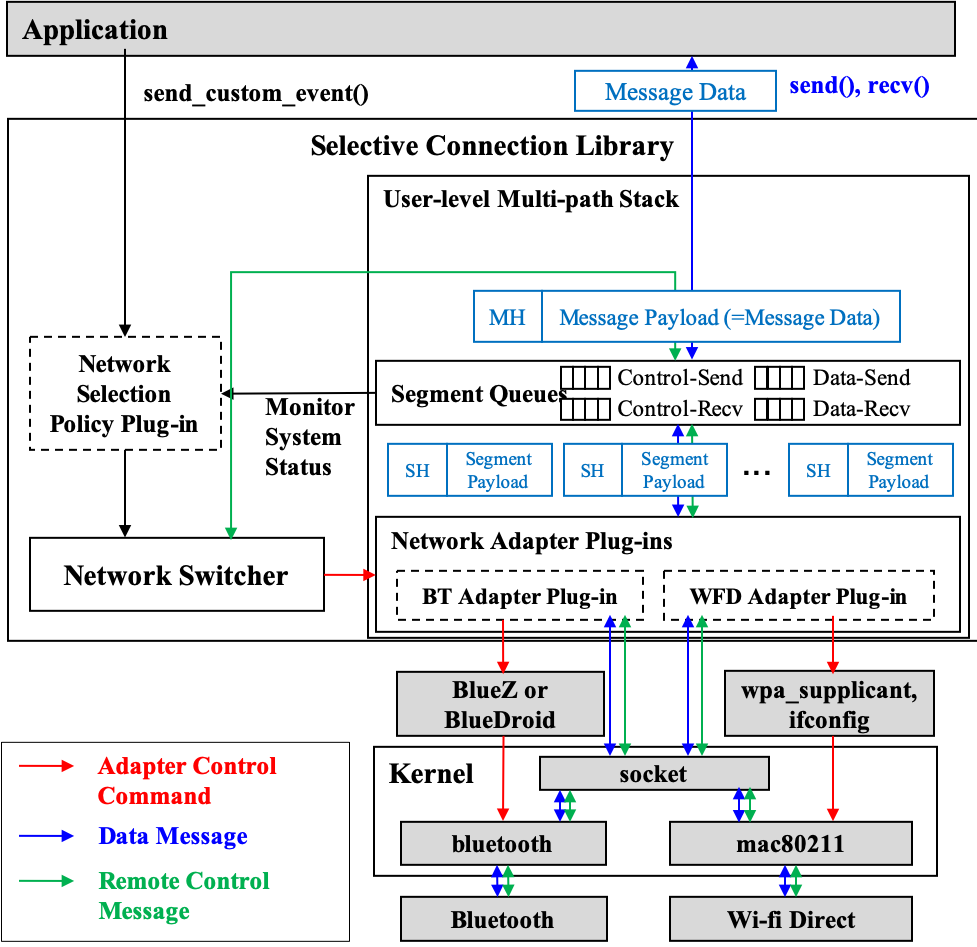 Application
send_custom_event()
Message Data
send(), recv()
Selective Connection Library
User-level Multi-path Stack
MH
Message Payload (=Message Data)
Network
Selection
Policy Plug-in
Monitor
System
Status
Segment Queues
Control-Send
Data-Send
Control-Recv
Data-Recv
SH
Segment
Payload
SH
Segment
Payload
...
SH
Segment
Payload
Network Switcher
Network Adapter Plug-ins
BT Adapter Plug-in
WFD Adapter Plug-in
BlueZ or
BlueDroid
wpa_supplicant,
ifconfig
Kernel
socket
bluetooth
mac80211
Bluetooth
Wi-fi Direct
Adapter Control
Command
Data Message
Remote Control
Message